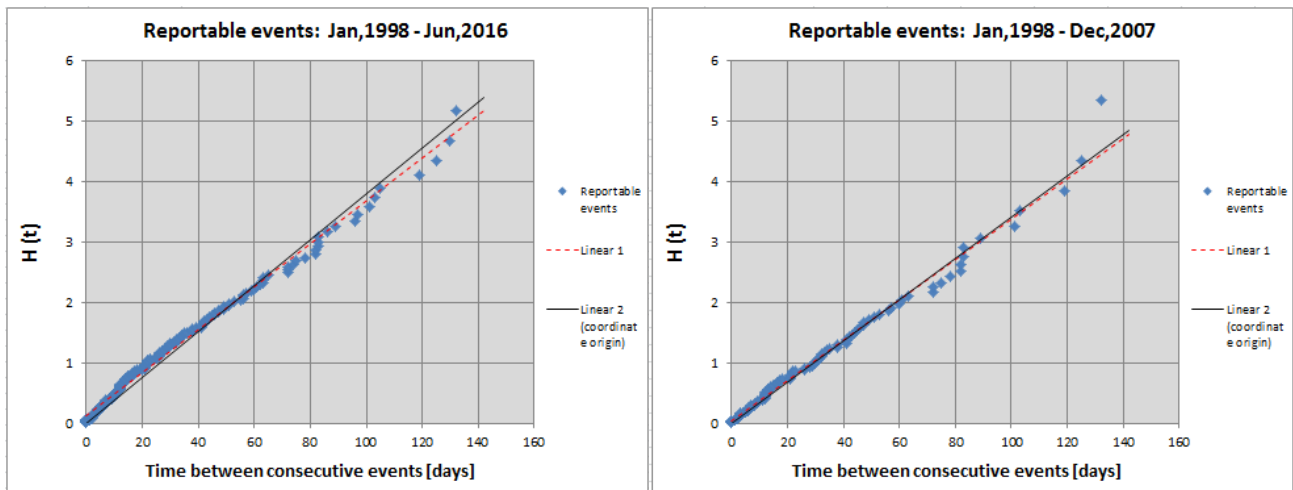 Reportable events: Jan,1998 - Jun,2016
6
5
4
3
2
1
0
H (t)
0 20 40 60 80 100 120 140 160
Time between consecutive events [days]
Reportable
events
Linear 1
Linear 2
(coordinat
e origin)
Reportable events: Jan,1998 - Dec,2007
6
5
4
3
2
1
0
H (t)
0 20 40 60 80 100 120 140 160
Time between consecutive events [days]
Reportable
events
Linear 1
Linear 2
(coordinat
e origin)